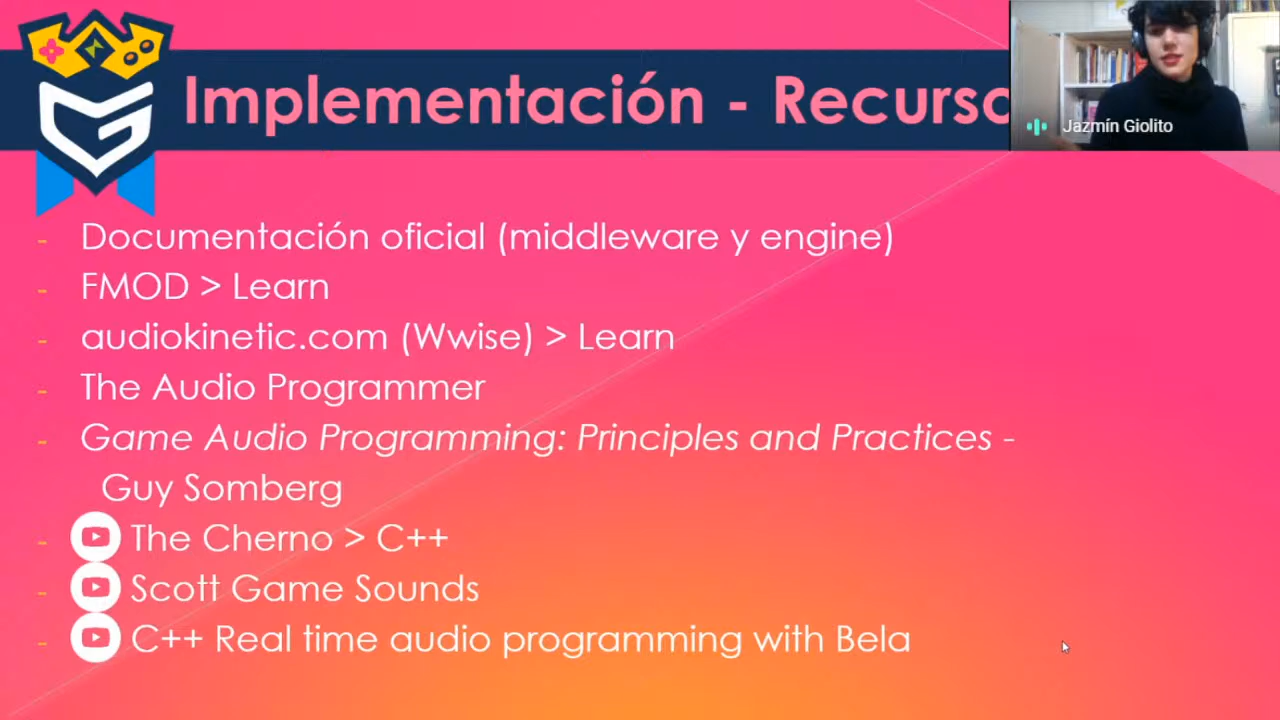 Implementación - Recurso
Jazmín Giolito
- Documentación oficial (middleware y engine)
- FMOD > Learn
- audiokinetic.com (Wwise) > Learn
- The Audio Programmer
- Game Audio Programming: Principles and Practices -
Guy Somberg
- The Cherno > C++
- Scott Game Sounds
- C++ Real time audio programming with Bela